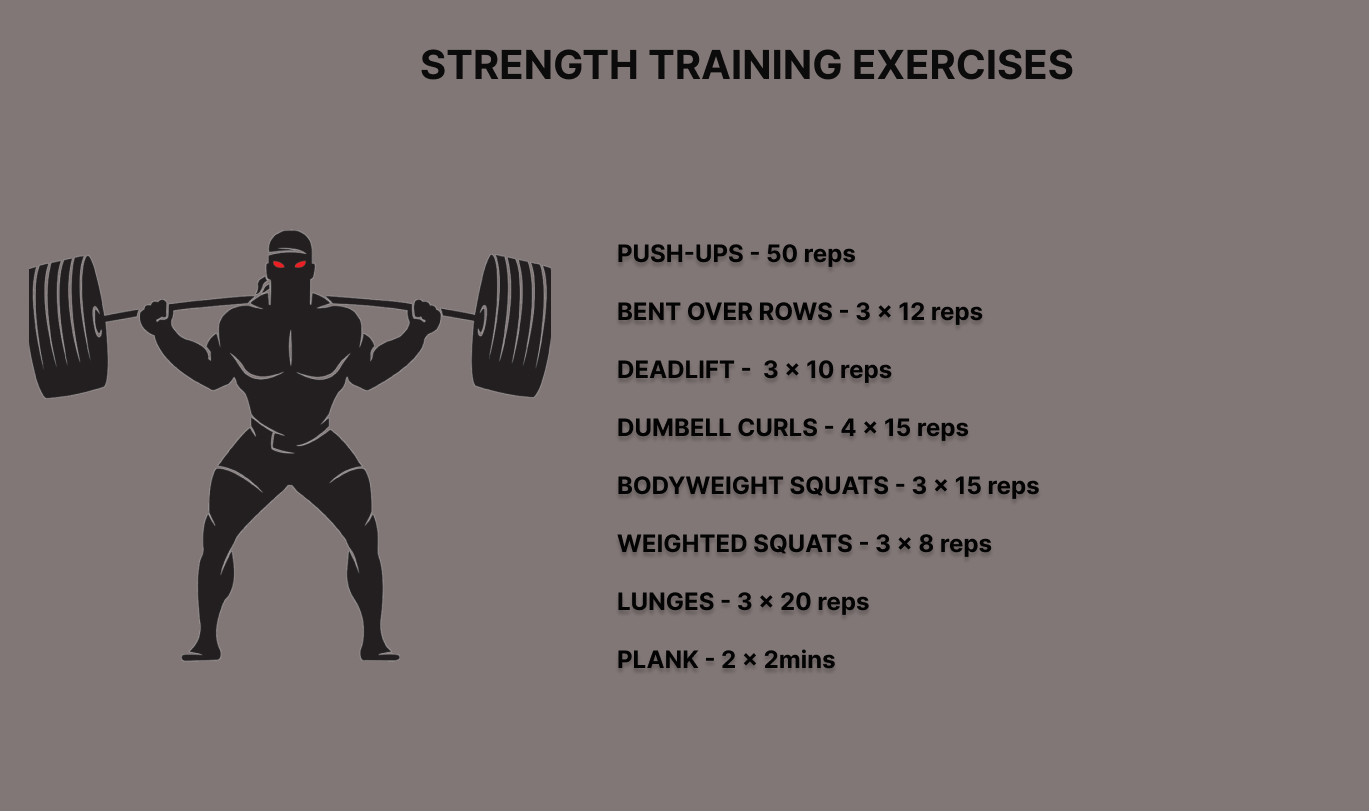 STRENGTH TRAINING EXERCISES
PUSH-UPS - 50 reps
BENT OVER ROWS - 3 × 12 reps
DEADLIFT -  3 × 10 reps
DUMBELL CURLS - 4 × 15 reps
BODYWEIGHT SQUATS - 3 × 15 reps
WEIGHTED SQUATS - 3 × 8 reps
LUNGES - 3 × 20 reps
PLANK - 2 × 2mins